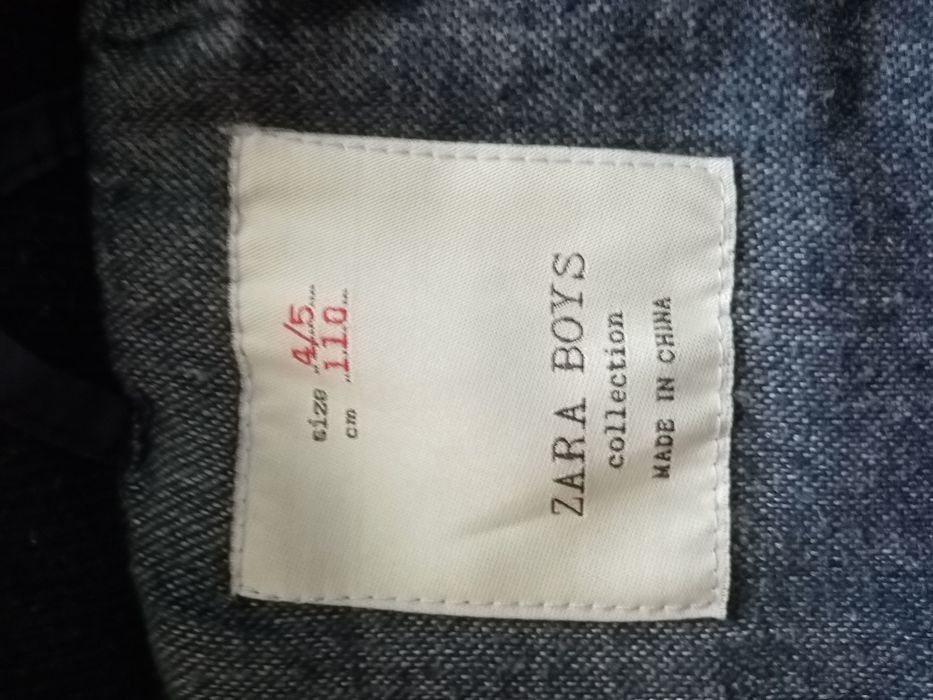 size 4/5
cm 110
ZARA BOYS
collection
MADE IN CHINA